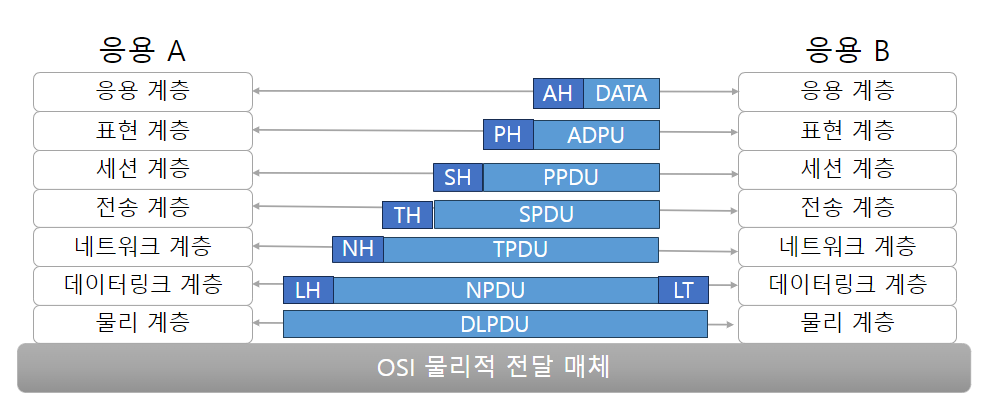 응용 A 응용 B
응용 계층 AH DATA 응용 계층
표현 계층 PH ADPU 표현 계층
세션 계층 SH PPDU 세션 계층
전송 계층 TH SPDU 전송 계층
네트워크 계층 NH TPDU 네트워크 계층
데이터링크 계층 LH NPDU LT 데이터링크 계층
물리 계층 DLPDU 물리 계층
OSI 물리적 전달 매체